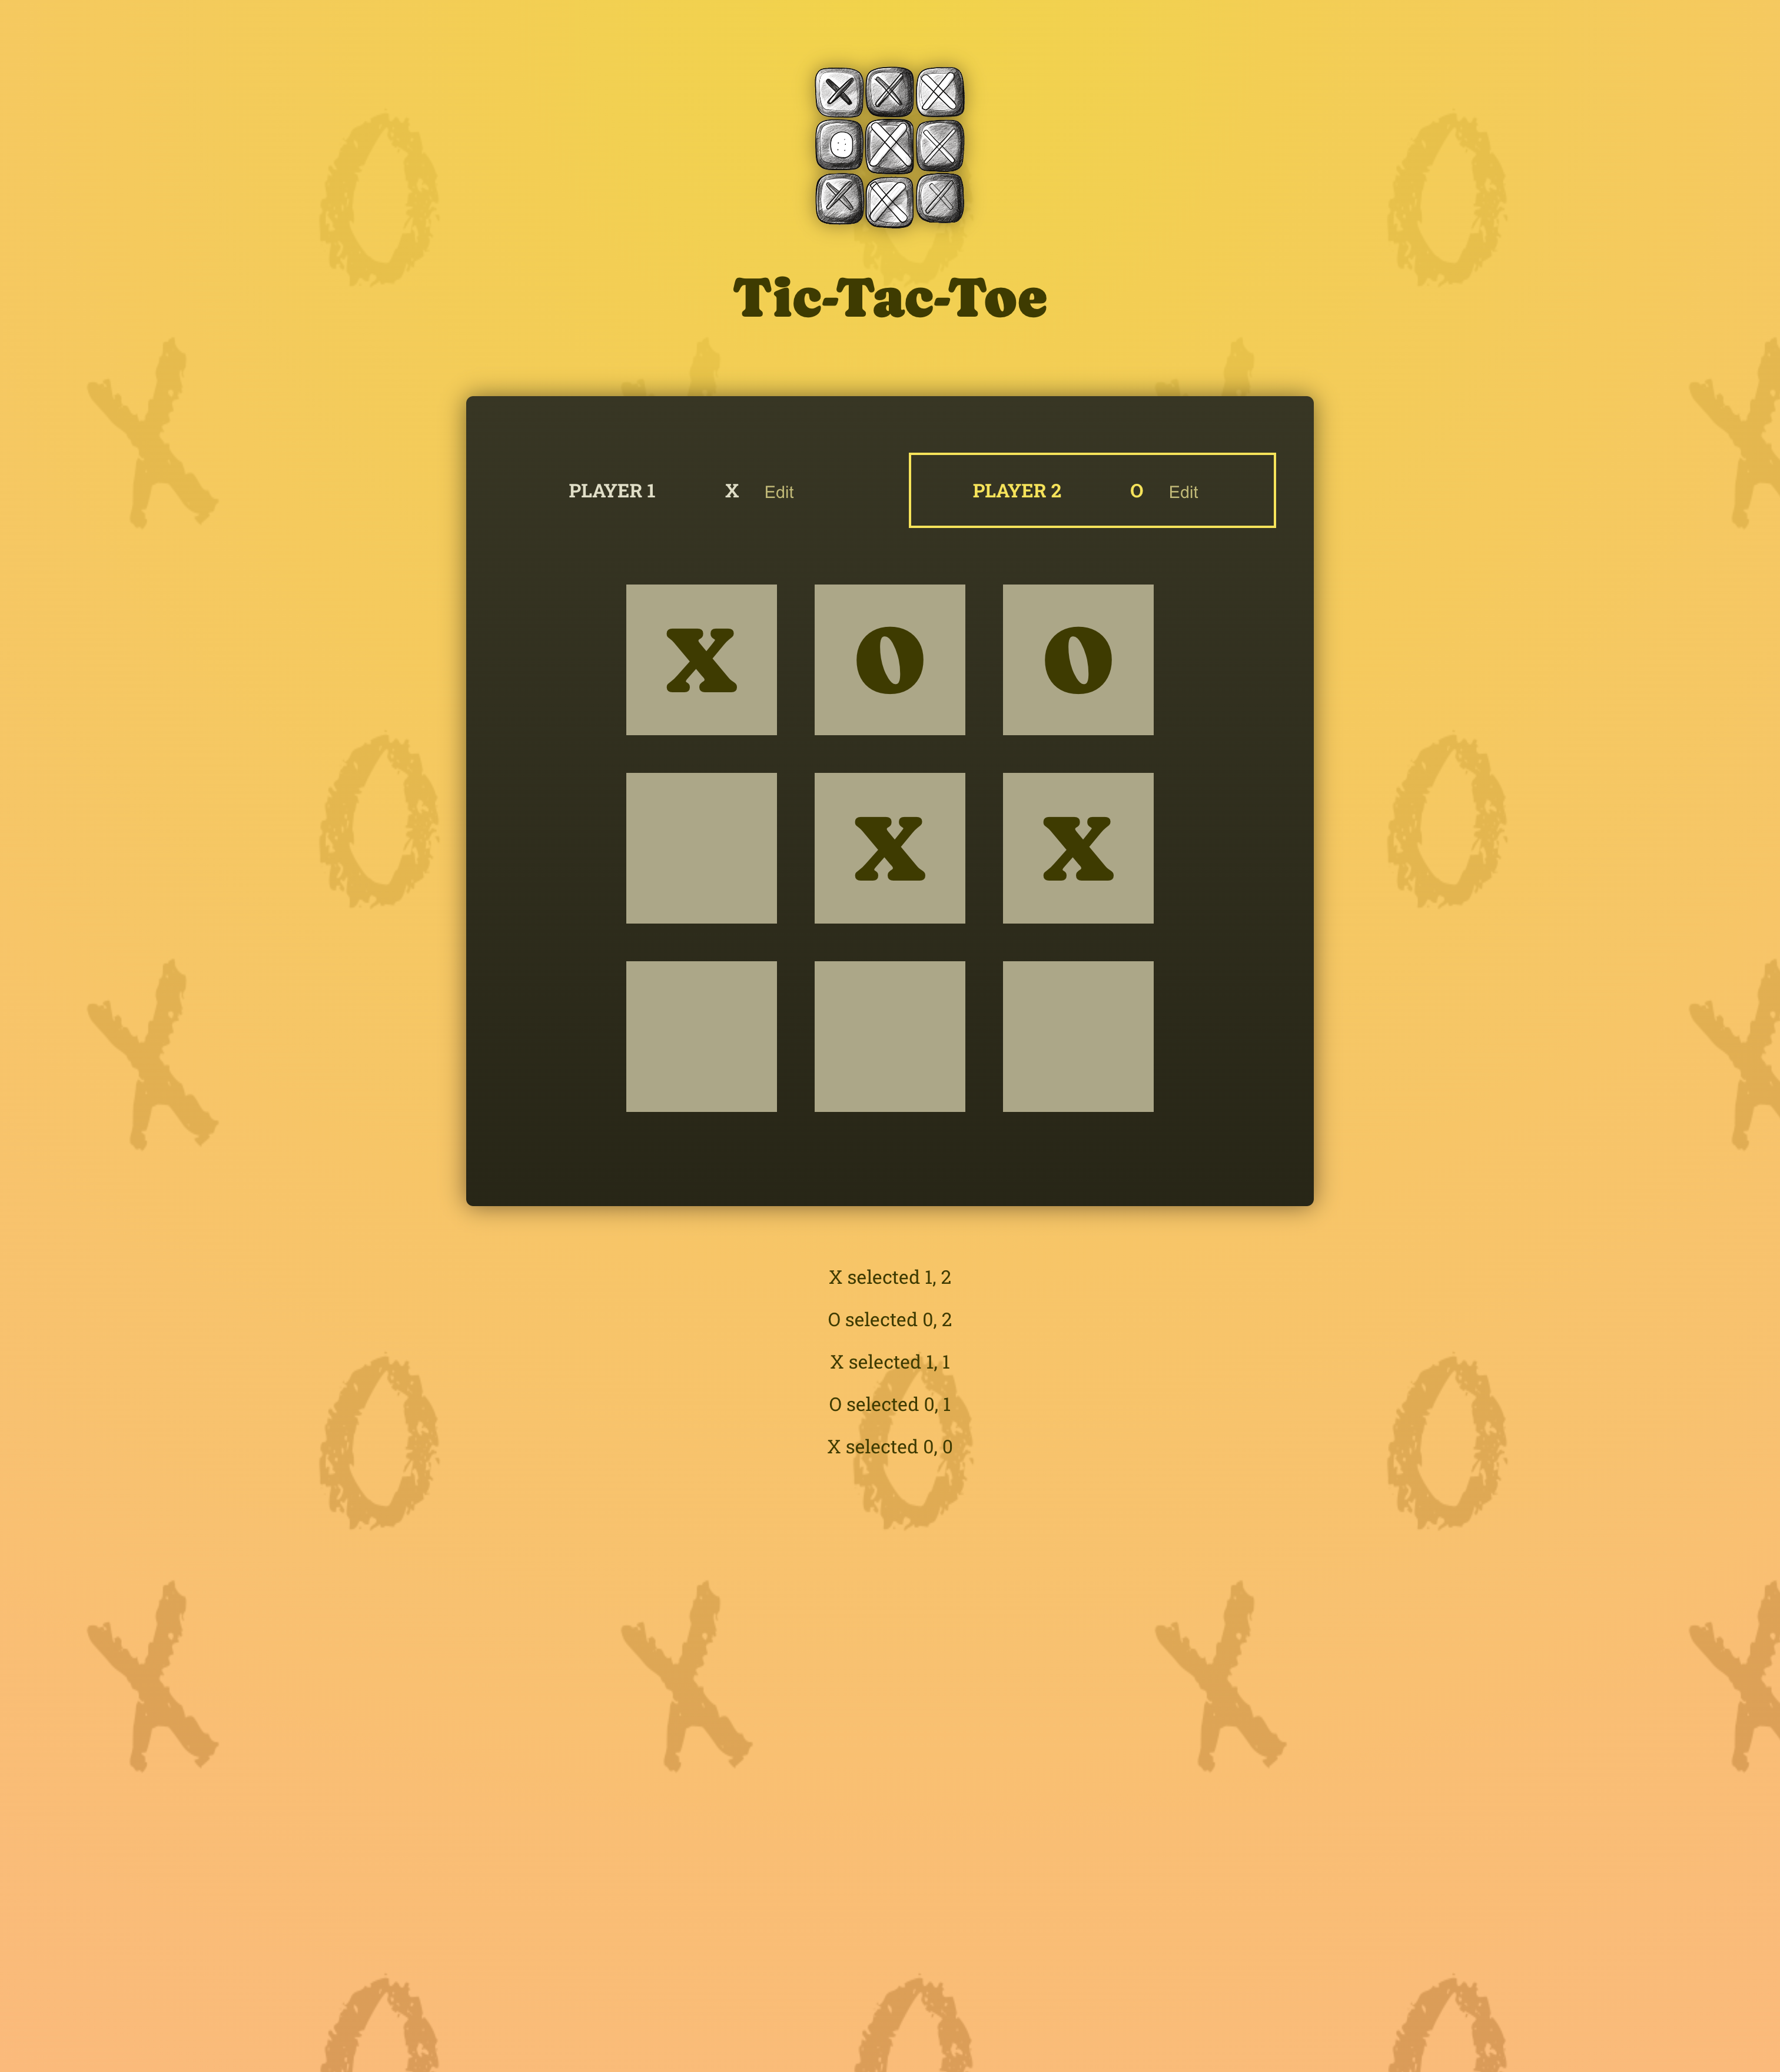 Tic-Tac-Toe
PLAYER 1 X Edit PLAYER 2 O Edit
X O O
X X
X selected 1, 2
O selected 0, 2
X selected 1, 1
O selected 0, 1
X selected 0, 0